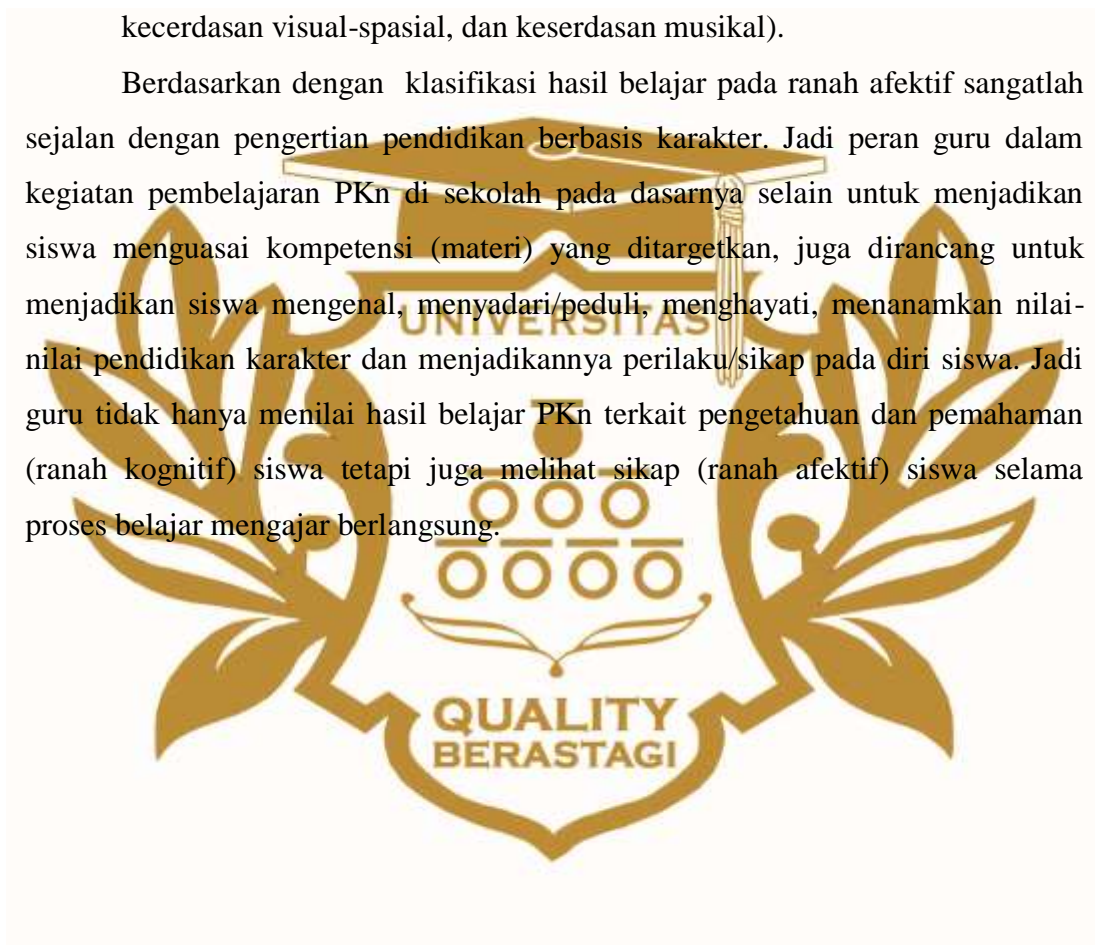 kecerdasan visual-spasial, dan keserdasan musikal).
Berdasarkan dengan klasifikasi hasil belajar pada ranah afektif sangatlah
sejalan dengan pengertian pendidikan berbasis karakter. Jadi peran guru dalam
kegiatan pembelajaran PKn di sekolah pada dasarnya selain untuk menjadikan
siswa menguasai kompetensi (materi) yang ditargetkan, juga dirancang untuk
menjadikan siswa mengenal, menyadari/peduli, menghayati, menanamkan nilai-
nilai pendidikan karakter dan menjadikannya perilaku/sikap pada diri siswa. Jadi
guru tidak hanya menilai hasil belajar PKn terkait pengetahuan dan pemahaman
(ranah kognitif) siswa tetapi juga melihat sikap (ranah afektif) siswa selama
proses belajar mengajar berlangsung.
UNIVERSITAS
QUALITY
BERASTAGI